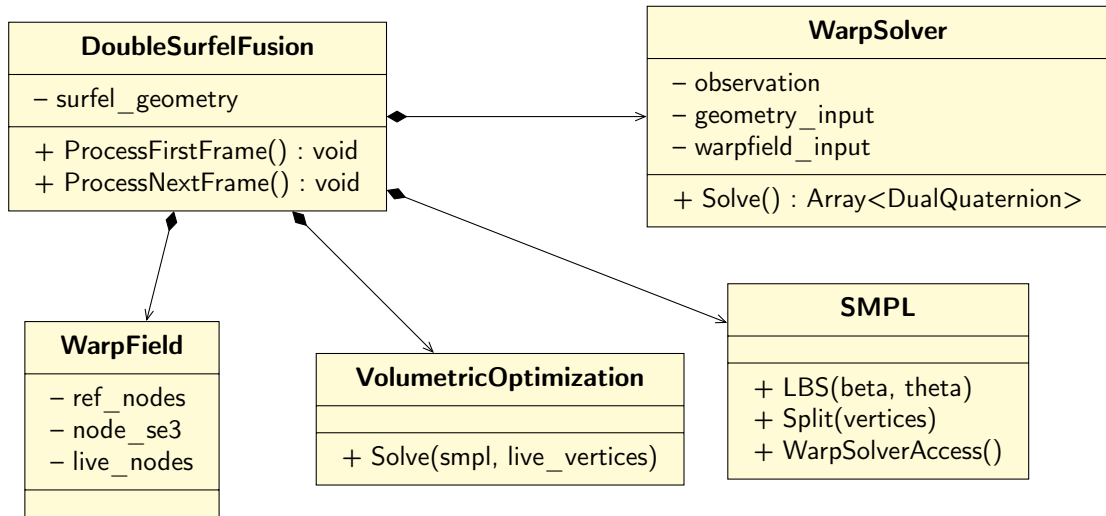 DoubleSurfelFusion
– surfel_geometry
+ ProcessFirstFrame() : void
+ ProcessNextFrame() : void
WarpSolver
– observation
– geometry_input
– warpfield_input
+ Solve() : Array<DualQuaternion>
WarpField
– ref_nodes
– node_se3
– live_nodes
VolumetricOptimization
+ Solve(smpl, live_vertices)
SMPL
+ LBS(beta, theta)
+ Split(vertices)
+ WarpSolverAccess()